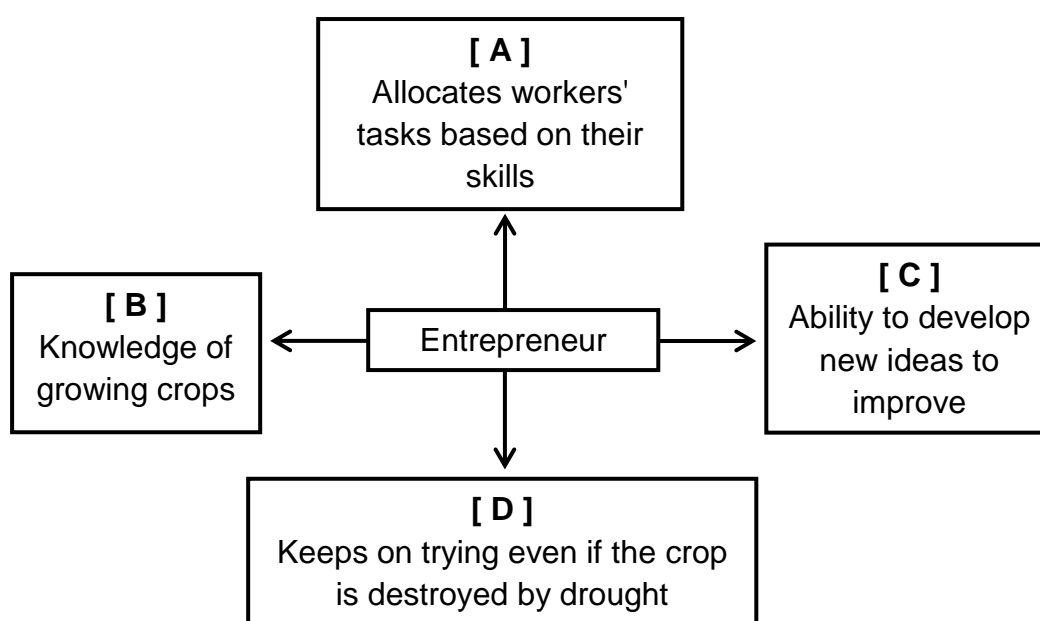 [ A ]
Allocates workers'
tasks based on their
skills
[ B ]
Knowledge of
growing crops
Entrepreneur
[ C ]
Ability to develop
new ideas to
improve
[ D ]
Keeps on trying even if the crop
is destroyed by drought